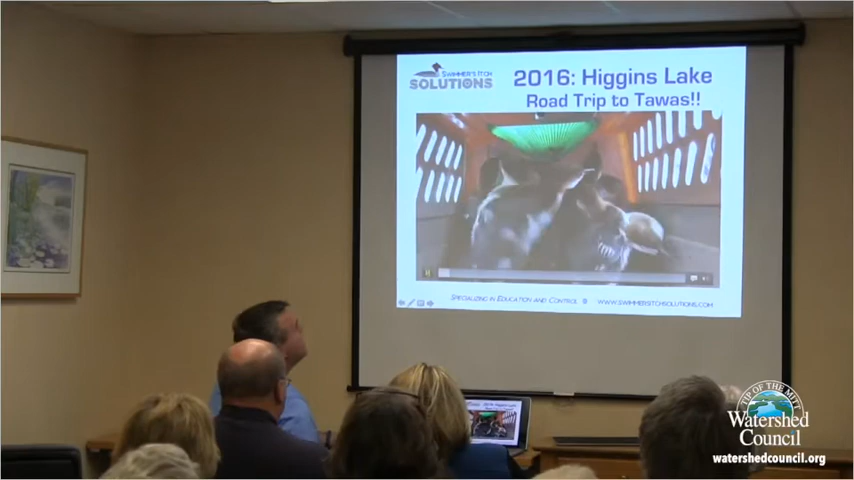 SWIMMER'S ITCH
SOLUTIONS
2016: Higgins Lake
Road Trip to Tawas!!
SPECIALIZING IN EDUCATION AND CONTROL
WWW.SWIMMERSITCHSOLUTIONS.COM
TIP OF THE MITT
Watershed
Council
watershedcouncil.org